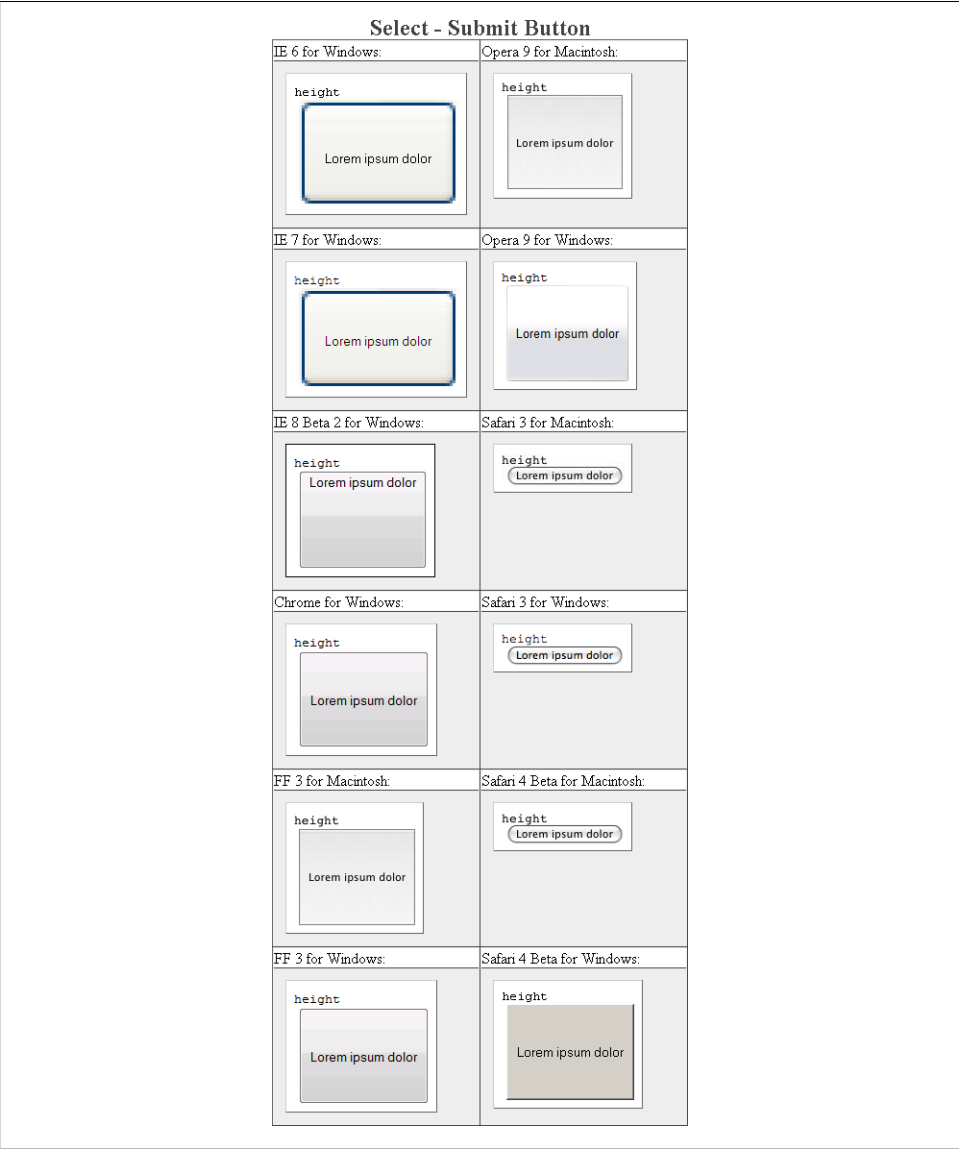 Select - Submit Button
IE 6 for Windows:
Opera 9 for Macintosh:
height
Lorem ipsum dolor
height
Lorem ipsum dolor
IE 7 for Windows:
Opera 9 for Windows:
height
Lorem ipsum dolor
height
Lorem ipsum dolor
IE 8 Beta 2 for Windows:
Safari 3 for Macintosh:
height
Lorem ipsum dolor
height
Lorem ipsum dolor
Chrome for Windows:
Safari 3 for Windows:
height
Lorem ipsum dolor
height
Lorem ipsum dolor
FF 3 for Macintosh:
Safari 4 Beta for Macintosh:
height
Lorem ipsum dolor
height
Lorem ipsum dolor
FF 3 for Windows:
Safari 4 Beta for Windows:
height
Lorem ipsum dolor
height
Lorem ipsum dolor